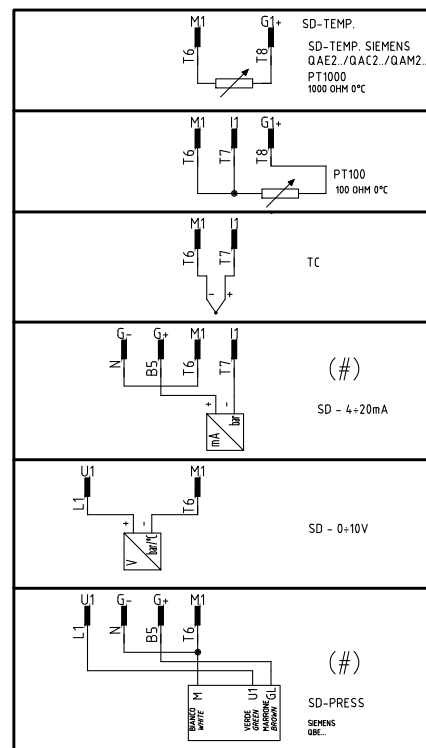 M1
G1+
SD-TEMP.
T6
T8
SD-TEMP. SIEMENS
QAE2../QAC2../QAM2..
PT1000
1000 OHM 0°C
M1
I1
G1+
T6
T7
T8
PT100
100 OHM 0°C
M1
I1
T6
T7
- +
TC
G-
G+
M1
I1
N
B5
T6
T7
(#)
+ -
mA
bar
SD - 4÷20mA
U1
M1
L1
T6
+ -
V
bar/°C
SD - 0÷10V
U1
G-
G+
M1
L1
N
B5
T6
(#)
M
U1
GL
BIANCO
WHITE
VERDE
GREEN
MARRONE
BROWN
SD-PRESS
SIEMENS
QBE...